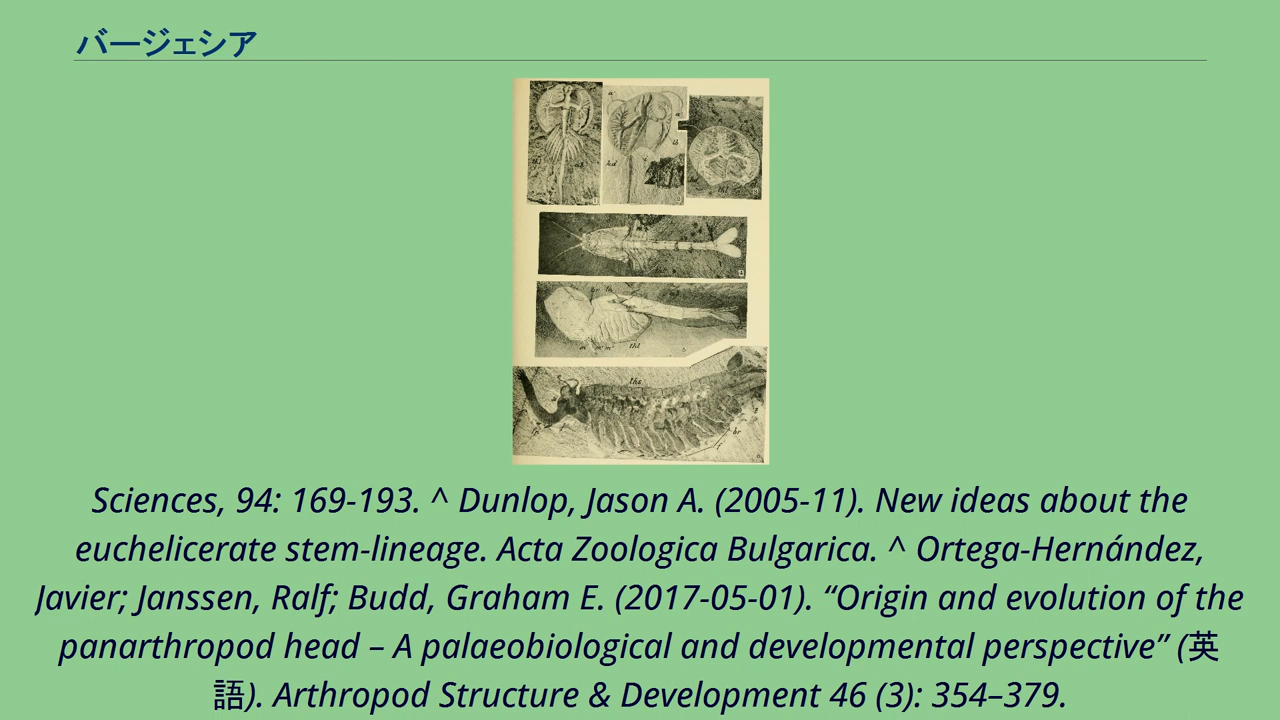 バージェシア
Sciences, 94: 169-193. ^ Dunlop, Jason A. (2005-11). New ideas about the
euchelicerate stem-lineage. Acta Zoologica Bulgarica. ^ Ortega-Hernández,
Javier; Janssen, Ralf; Budd, Graham E. (2017-05-01). “Origin and evolution of the
panarthropod head – A palaeobiological and developmental perspective” (英
語). Arthropod Structure & Development 46 (3): 354–379.